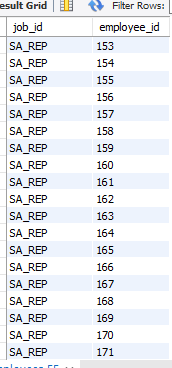 esult Grid Filter Rows:
job_id employee_id
SA_REP 153
SA_REP 154
SA_REP 155
SA_REP 156
SA_REP 157
SA_REP 158
SA_REP 159
SA_REP 160
SA_REP 161
SA_REP 162
SA_REP 163
SA_REP 164
SA_REP 165
SA_REP 166
SA_REP 167
SA_REP 168
SA_REP 169
SA_REP 170
SA_REP 171